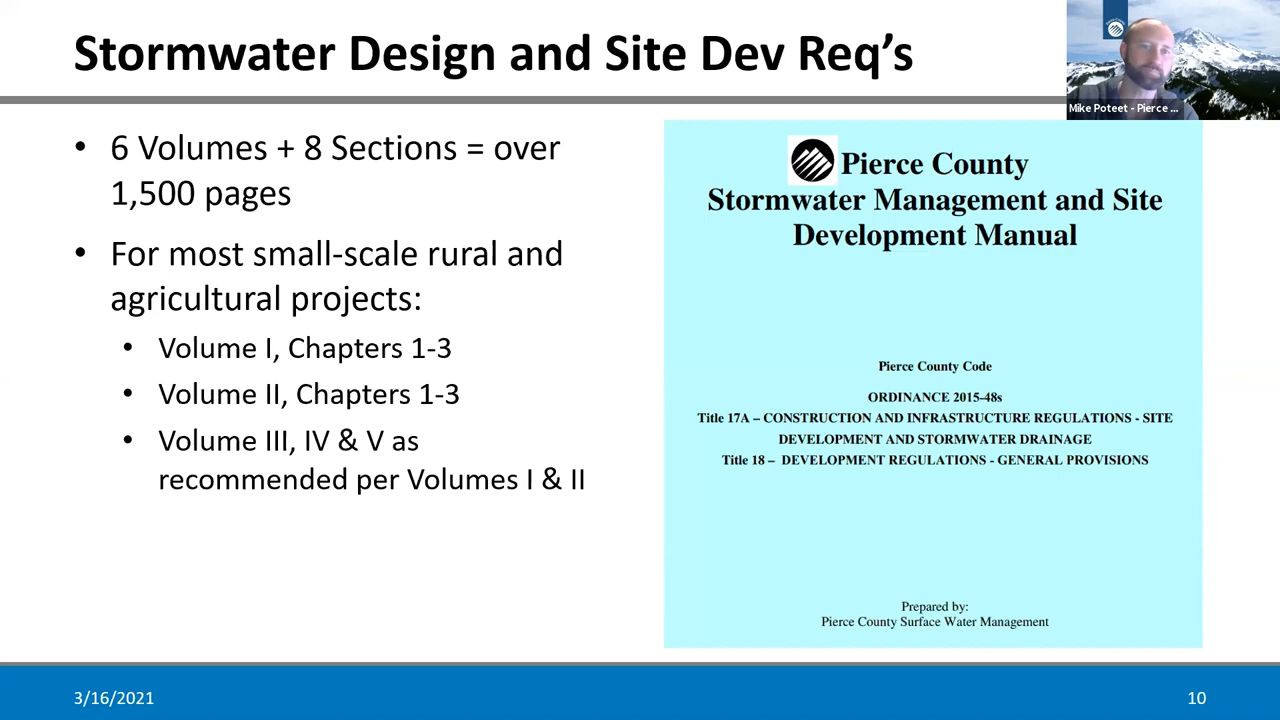 Stormwater Design and Site Dev Req’s
Mike Poteet - Pierce ...
• 6 Volumes + 8 Sections = over
1,500 pages
• For most small-scale rural and
agricultural projects:
• Volume I, Chapters 1-3
• Volume II, Chapters 1-3
• Volume III, IV & V as
recommended per Volumes I & II
Pierce County
Stormwater Management and Site
Development Manual
Pierce County Code
ORDINANCE 2015-48s
Title 17A – CONSTRUCTION AND INFRASTRUCTURE REGULATIONS - SITE
DEVELOPMENT AND STORMWATER DRAINAGE
Title 18 – DEVELOPMENT REGULATIONS - GENERAL PROVISIONS
Prepared by:
Pierce County Surface Water Management
3/16/2021
10